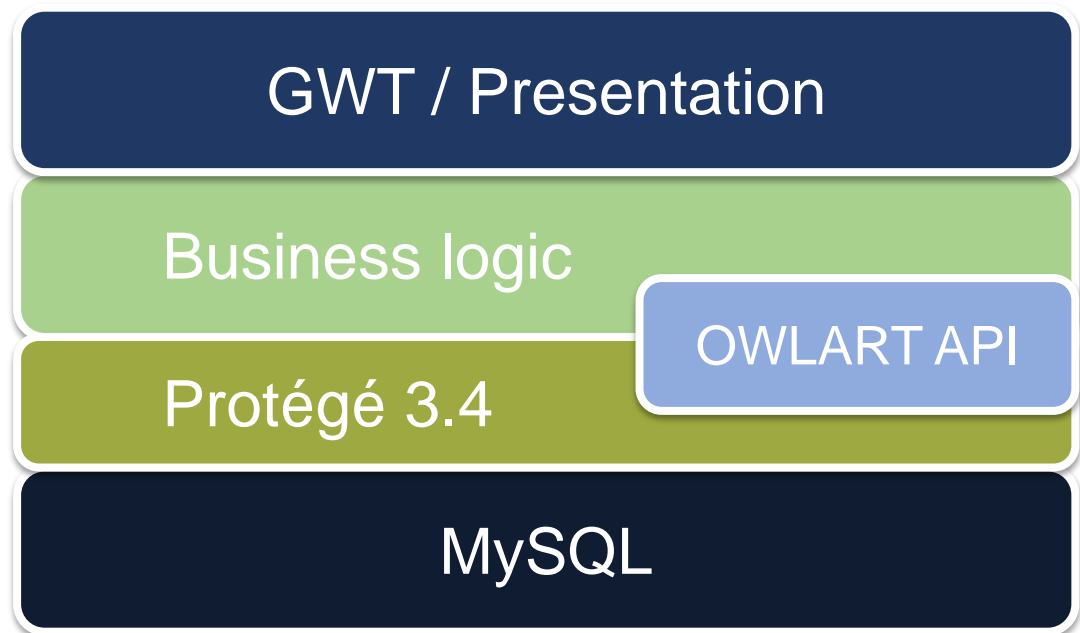 GWT / Presentation
Business logic
OWLART API
Protégé 3.4
MySQL